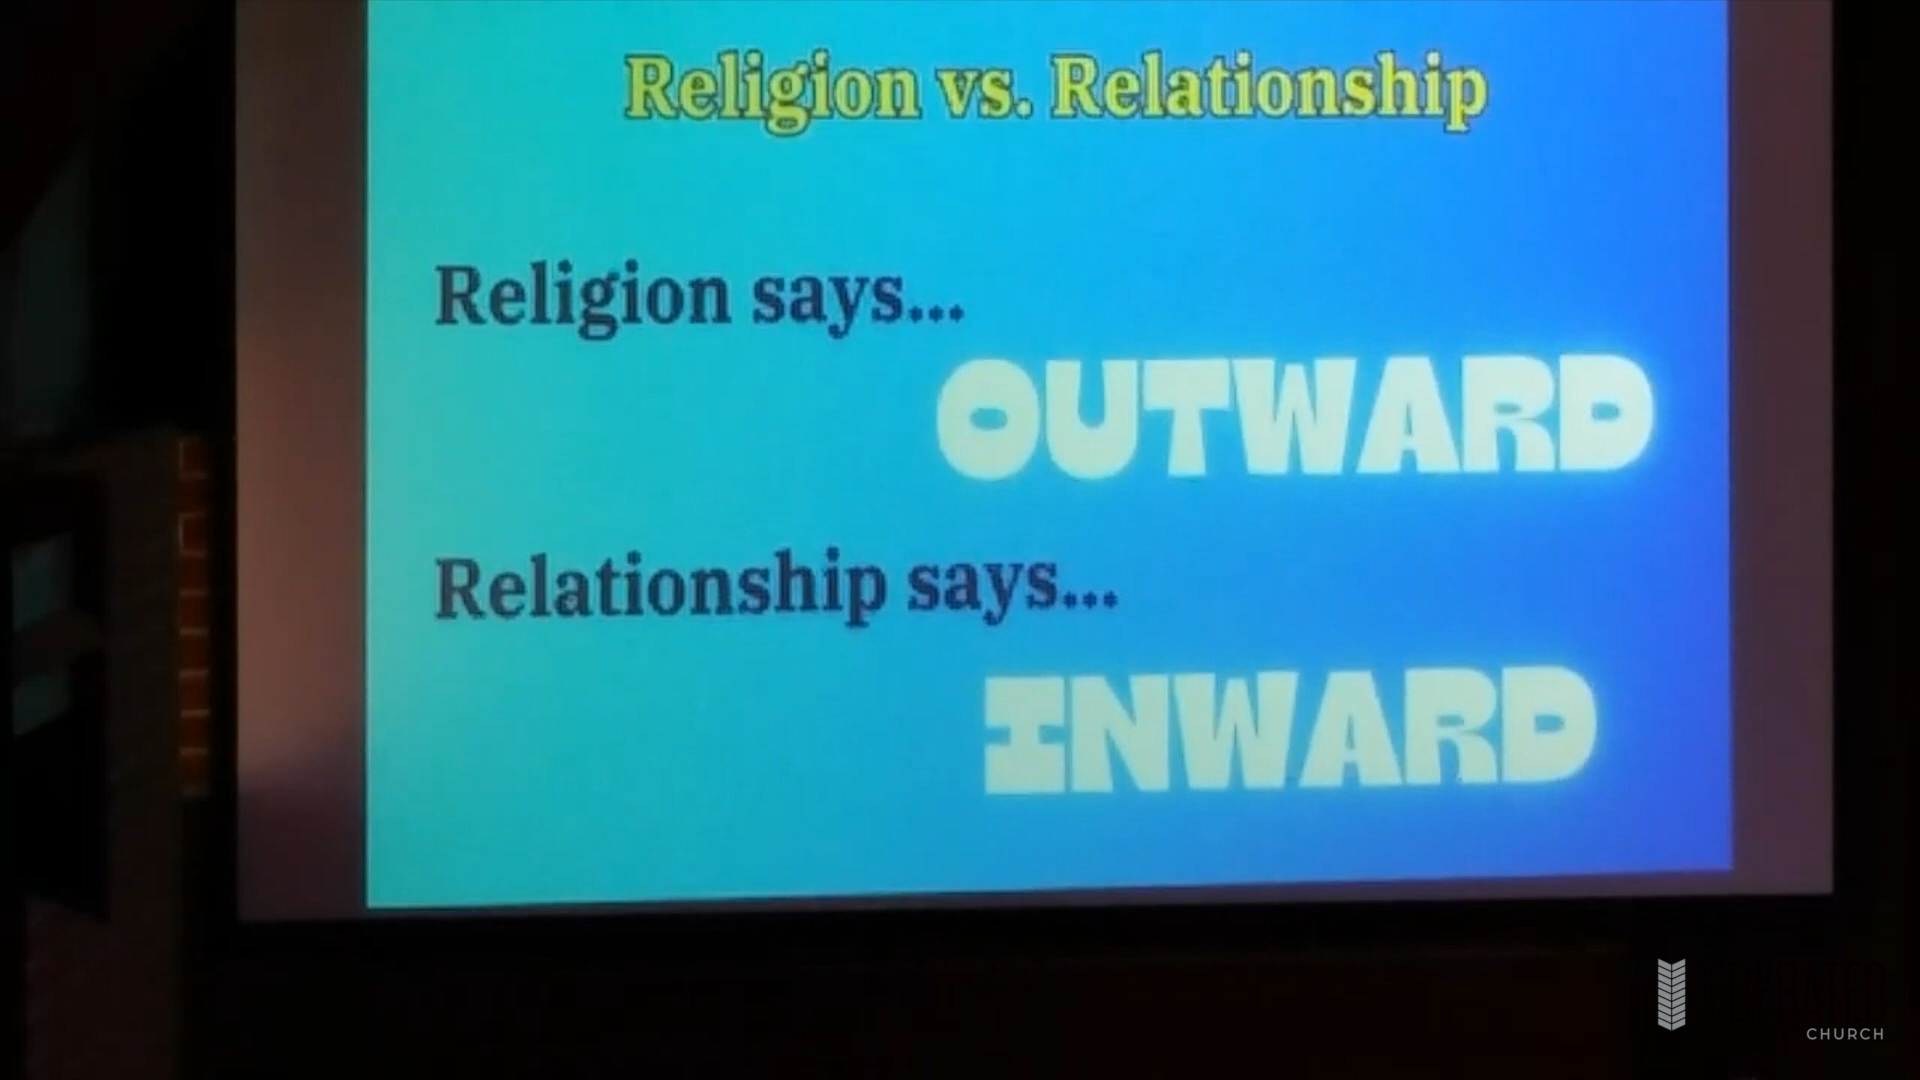 Religion vs. Relationship
Religion says...
OUTWARD
Relationship says...
INWARD
CHURCH